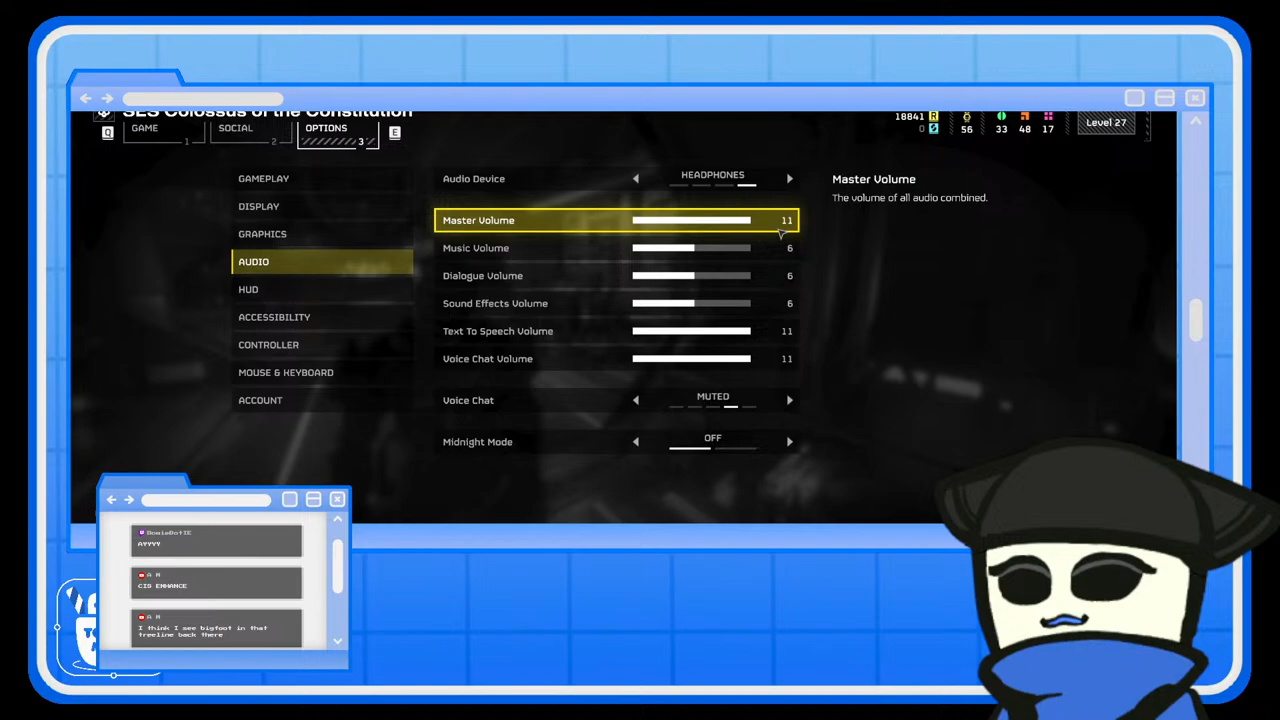 SES Colossus of the Constitution
Q
GAME
1
SOCIAL
2
OPTIONS
3
E
18841 R
0 S
56
33
48
17
Level 27
GAMEPLAY
DISPLAY
GRAPHICS
AUDIO
HUD
ACCESSIBILITY
CONTROLLER
MOUSE & KEYBOARD
ACCOUNT
Audio Device
HEADPHONES
Master Volume
11
Music Volume
6
Dialogue Volume
6
Sound Effects Volume
6
Text To Speech Volume
11
Voice Chat Volume
11
Voice Chat
MUTED
Midnight Mode
OFF
Master Volume
The volume of all audio combined.
AYYYY
A M
CIS ENHANCE
A M
I think I see bigfoot in that
treeline back there